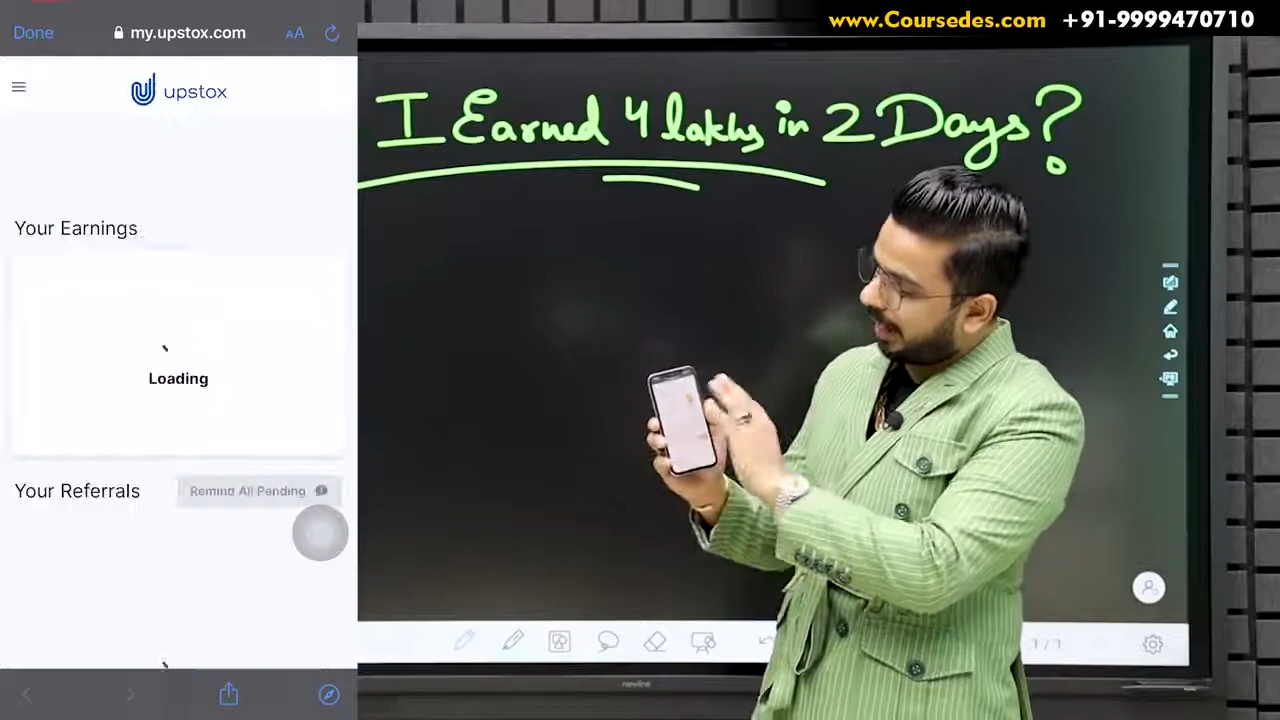 www.Coursedes.com +91-9999470710
Done my.upstox.com AA
upstox
I Earned 4 lakhs in 2 Days?
Your Earnings
Loading
Your Referrals Remind All Pending
newline